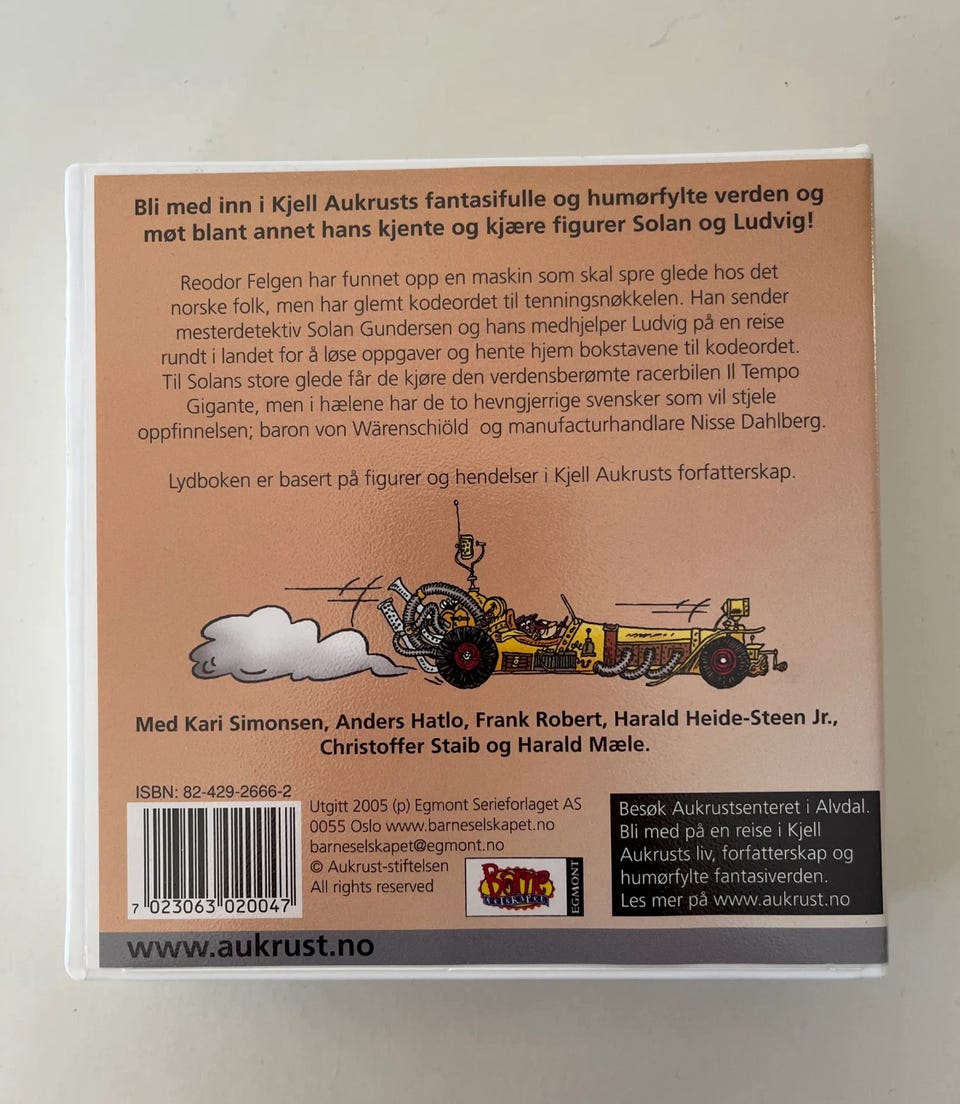 Bli med inn i Kjell Aukrusts fantasifulle og humørfylte verden og
møt blant annet hans kjente og kjære figurer Solan og Ludvig!
Reodor Felgen har funnet opp en maskin som skal spre glede hos det
norske folk, men har glemt kodeordet til tenningsnøkkelen. Han sender
mesterdetektiv Solan Gundersen og hans medhjelper Ludvig på en reise
rundt i landet for å løse oppgaver og hente hjem bokstavene til kodeordet.
Til Solans store glede får de kjøre den verdensberømte racerbilen Il Tempo
Gigante, men i hælene har de to hevngjerrige svensker som vil stjele
oppfinnelsen; baron von Wärenschiöld og manufacturhandlare Nisse Dahlberg.
Lydboken er basert på figurer og hendelser i Kjell Aukrusts forfatterskap.
Med Kari Simonsen, Anders Hatlo, Frank Robert, Harald Heide-Steen Jr.,
Christoffer Staib og Harald Mæle.
ISBN: 82-429-2666-2
7 023063 020047
Utgitt 2005 (p) Egmont Serieforlaget AS
0055 Oslo www.barneselskapet.no
barneselskapet@egmont.no
© Aukrust-stiftelsen
All rights reserved
Barne
selskapet
EGMONT
Besøk Aukrustsenteret i Alvdal.
Bli med på en reise i Kjell
Aukrusts liv, forfatterskap og
humørfylte fantasiverden.
Les mer på www.aukrust.no
www.aukrust.no